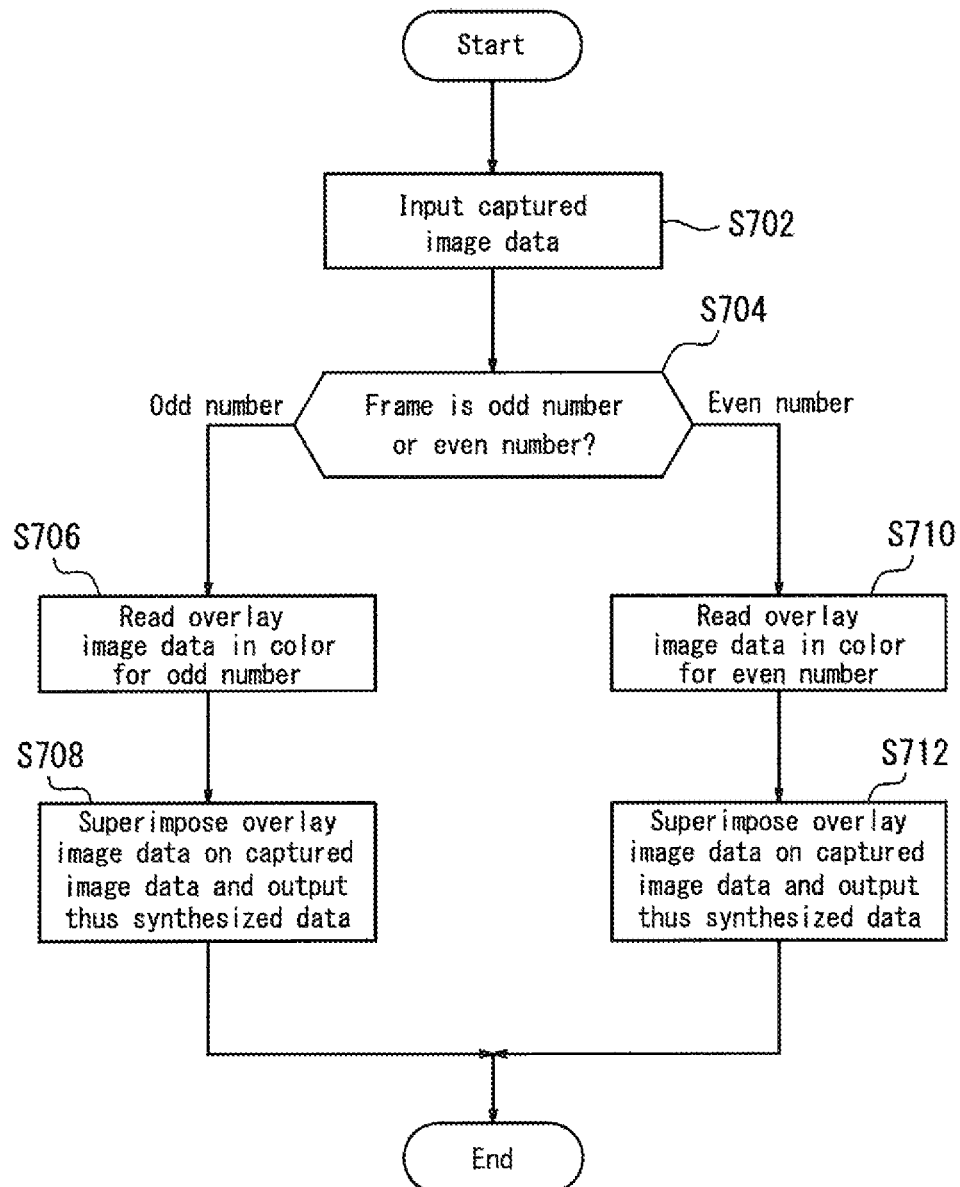 Start
Input captured
image data
S702
S704
Frame is odd number
or even number?
Odd number
Even number
S706
Read overlay
image data in color
for odd number
S710
Read overlay
image data in color
for even number
S708
Superimpose overlay
image data on captured
image data and output
thus synthesized data
S712
Superimpose overlay
image data on captured
image data and output
thus synthesized data
End